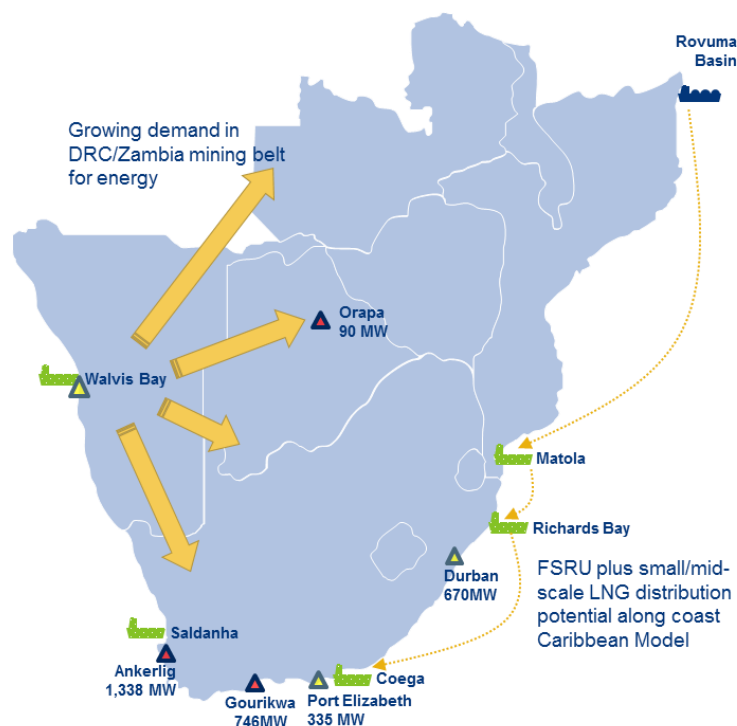 Rovuma
Basin
Growing demand in
DRC/Zambia mining belt
for energy
Orapa
90 MW
Walvis Bay
Matola
Richards Bay
Durban
670MW
FSRU plus small/mid-
scale LNG distribution
potential along coast
Caribbean Model
Saldanha
Ankerlig
1,338 MW
Gourikwa
746MW
Port Elizabeth
335 MW
Coega